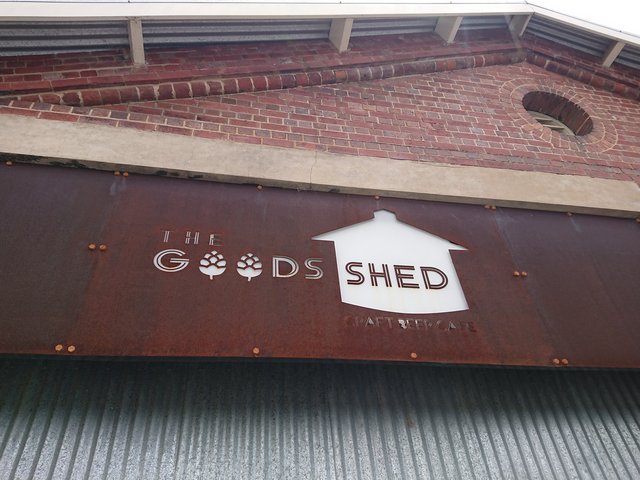 THE
GOODS SHED
CRAFT BEER CAFE